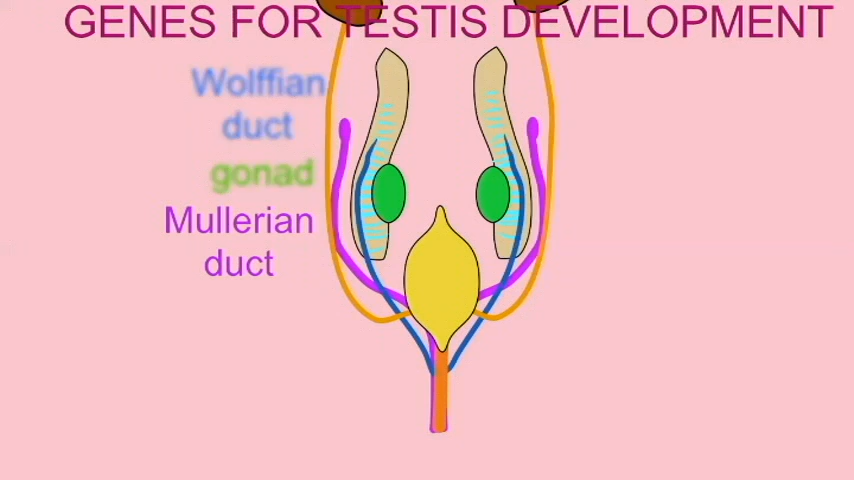 GENES FOR TESTIS DEVELOPMENT
Wolffian
duct
gonad
Mullerian
duct